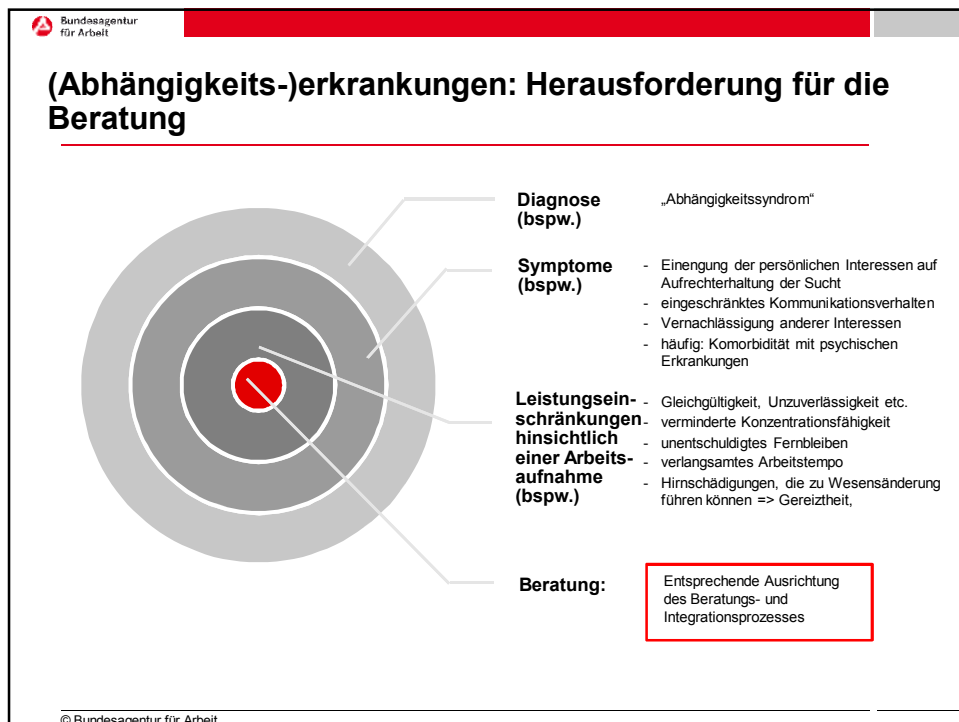 Bundesagentur
für Arbeit
(Abhängigkeits-)erkrankungen: Herausforderung für die
Beratung
Diagnose
(bspw.)
„Abhängigkeitssyndrom“
Symptome
(bspw.)
- Einengung der persönlichen Interessen auf
Aufrechterhaltung der Sucht
- eingeschränktes Kommunikationsverhalten
- Vernachlässigung anderer Interessen
- häufig: Komorbidität mit psychischen
Erkrankungen
Leistungsein-
schränkungen
hinsichtlich
einer Arbeits-
aufnahme
(bspw.)
- Gleichgültigkeit, Unzuverlässigkeit etc.
- verminderte Konzentrationsfähigkeit
- unentschuldigtes Fernbleiben
- verlangsamtes Arbeitstempo
- Hirnschädigungen, die zu Wesensänderung
führen können => Gereiztheit,
Beratung:
Entsprechende Ausrichtung
des Beratungs- und
Integrationsprozesses
© Bundesagentur für Arbeit